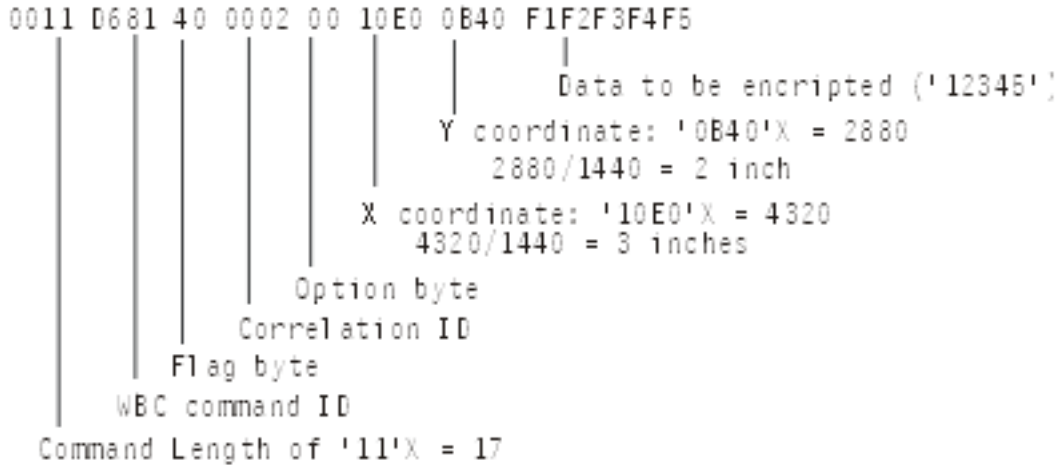 0011 D681 40 0002 00 10E0 0B40 F1F2F3F4F5
Data to be encripted ('12345')
Y coordinate: '0B40'X = 2880
2880/1440 = 2 inch
X coordinate: '10E0'X = 4320
4320/1440 = 3 inches
Option byte
Correlation ID
Flag byte
WBC command ID
Command Length of '11'X = 17